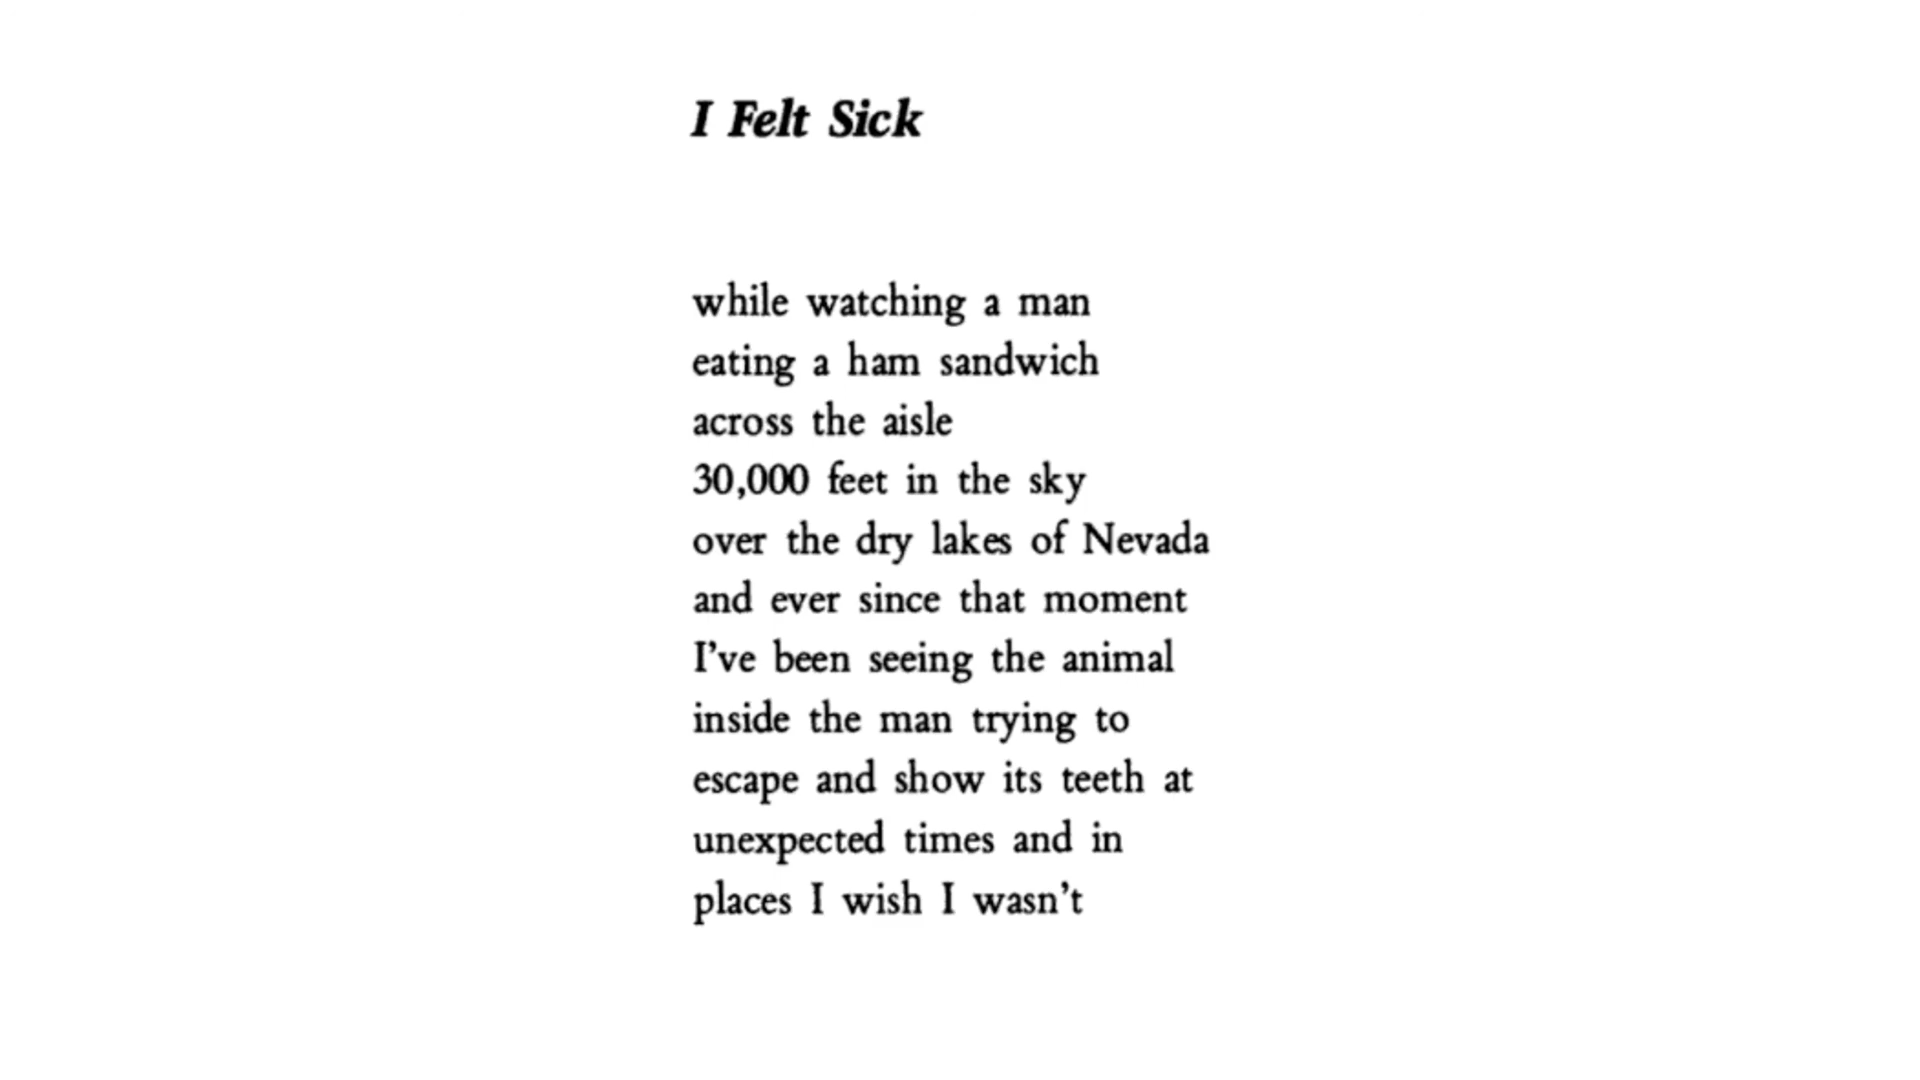 I Felt Sick
while watching a man
eating a ham sandwich
across the aisle
30,000 feet in the sky
over the dry lakes of Nevada
and ever since that moment
I've been seeing the animal
inside the man trying to
escape and show its teeth at
unexpected times and in
places I wish I wasn't